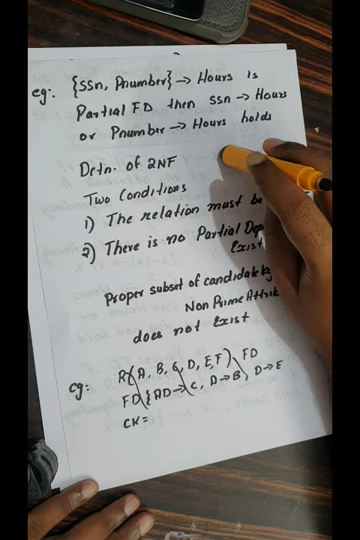 eg:- {SSn, Pnumber} → Hours is
Partial FD then SSn → Hours
or Pnumber → Hours holds
Defn. of 2NF
Two Conditions
1) The relation must be
2) There is no Partial Dep
Exist
Proper subset of candidate key
Non Prime Attrib
does not Exist
eg: R(A, B, C, D, E, F) FD
FD {AD → C, A → B, D → E
CK =